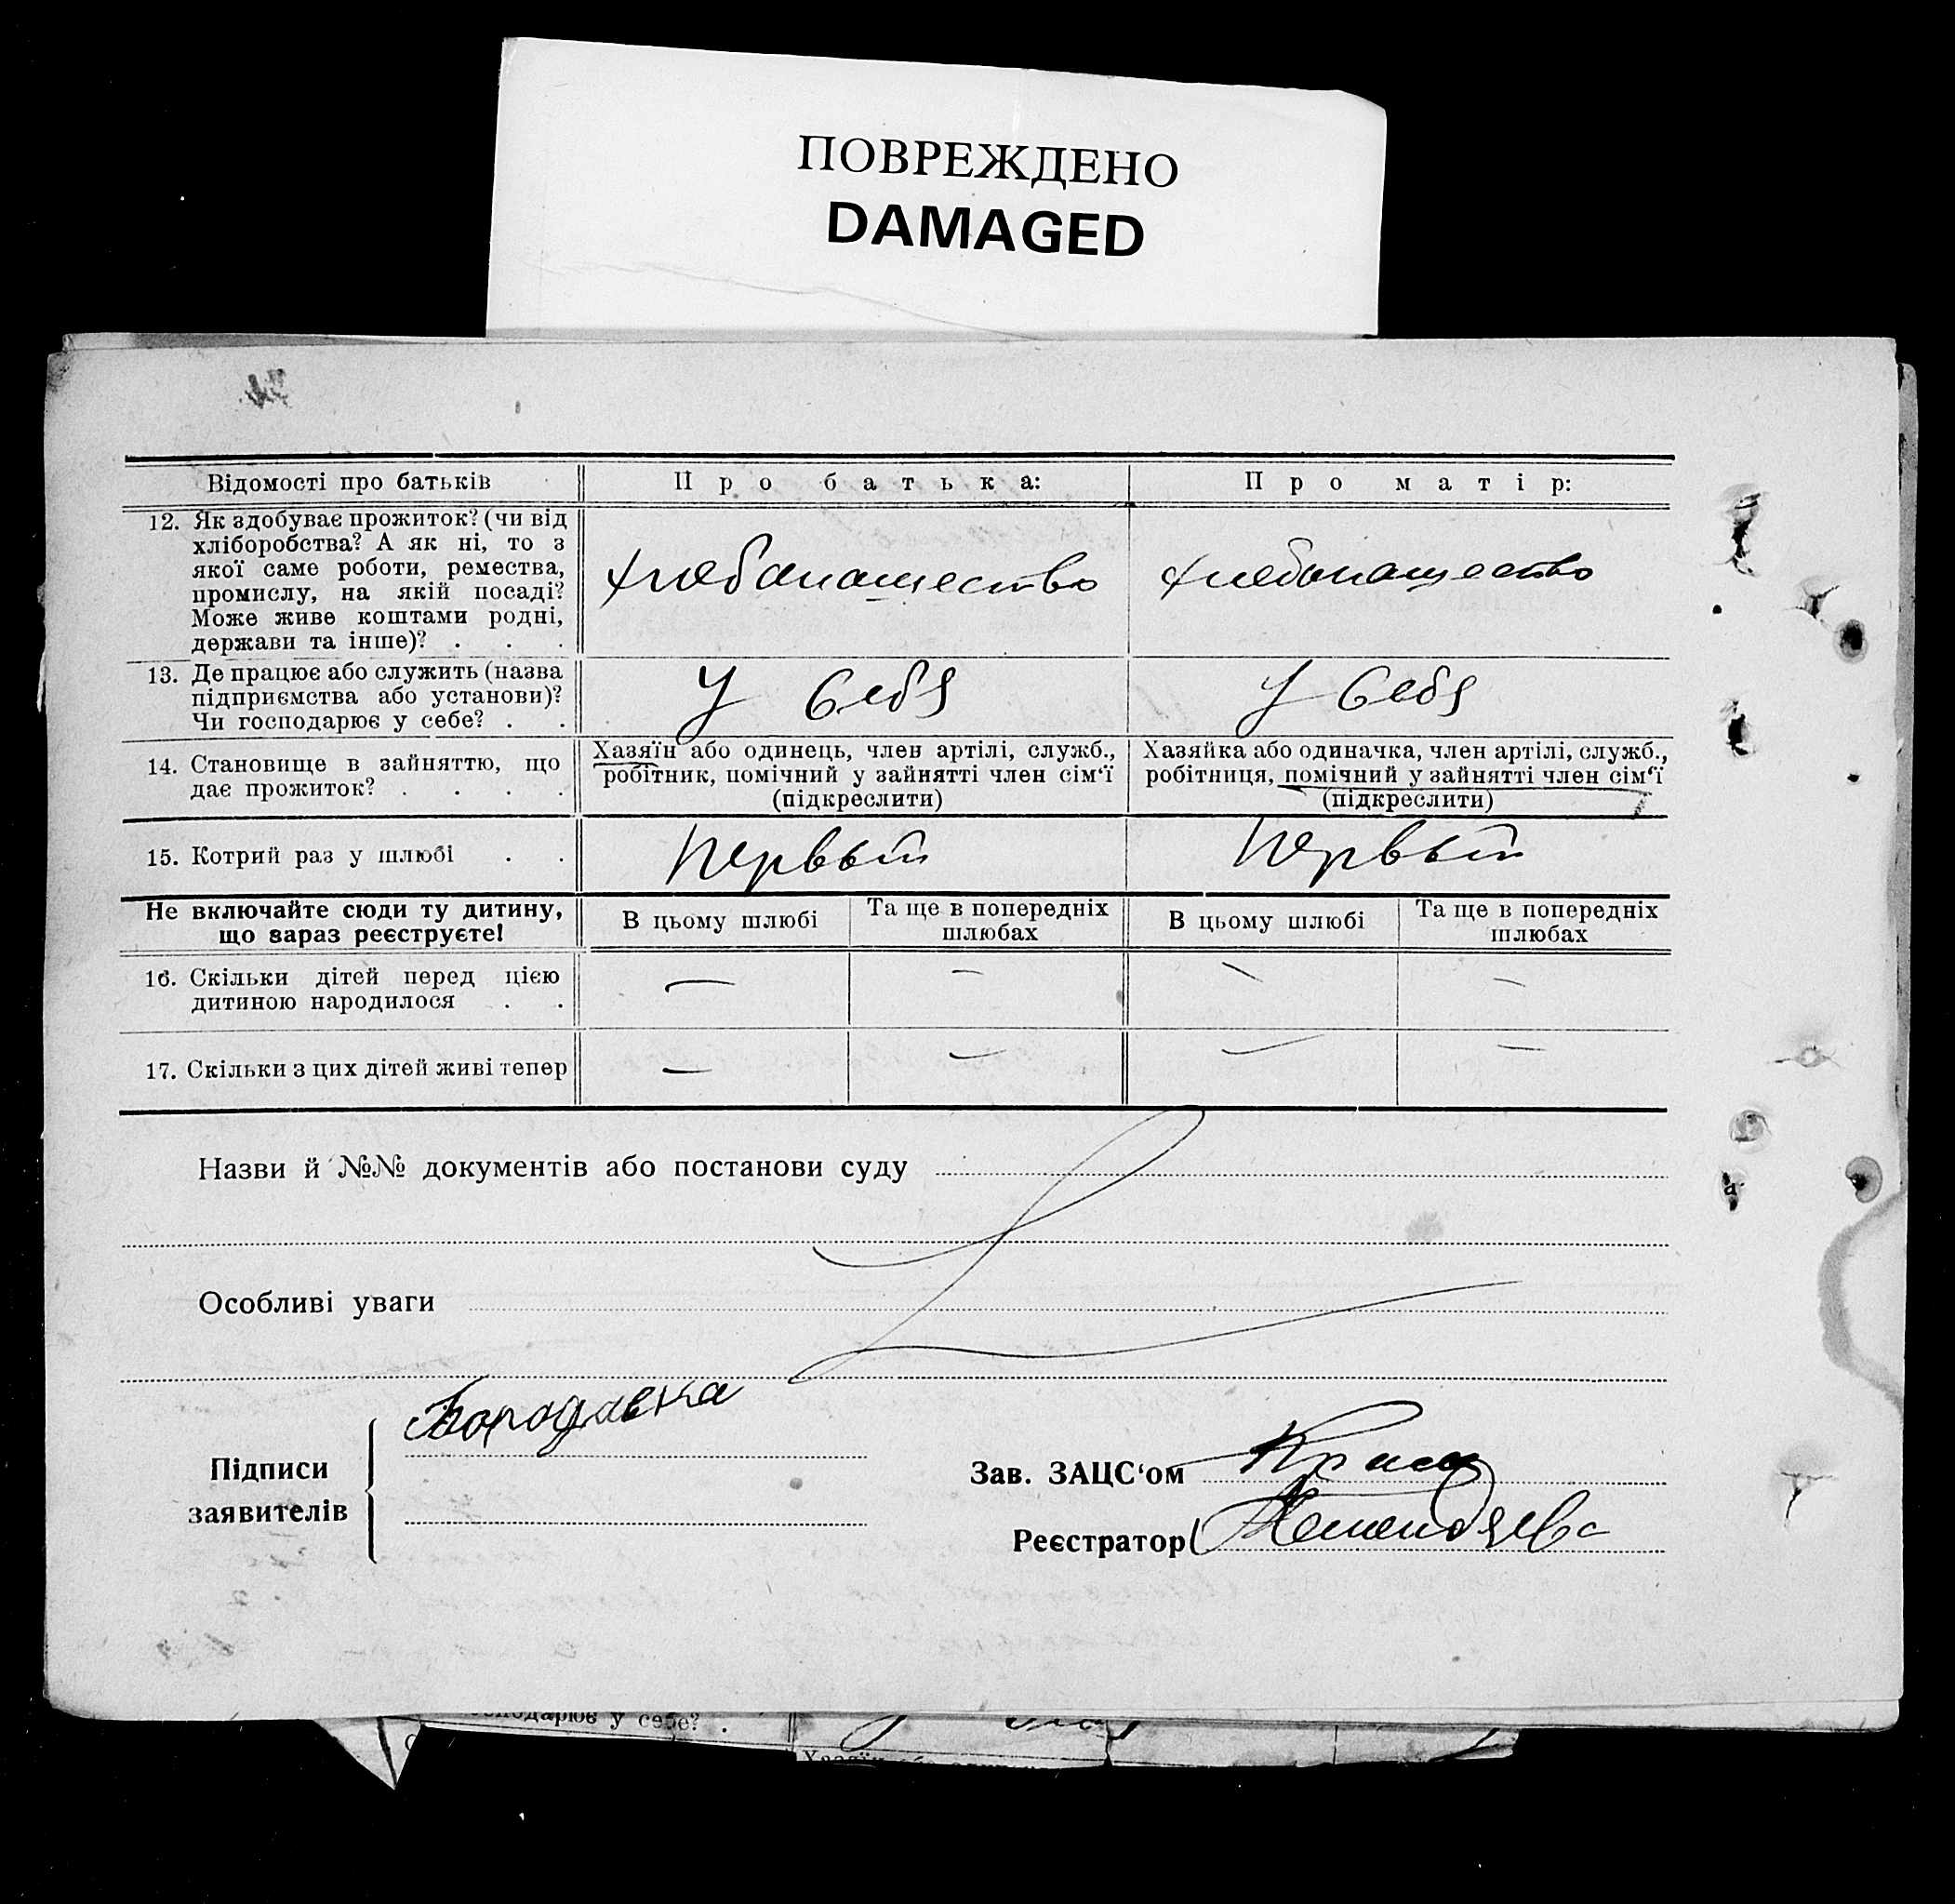 ПОВРЕЖДЕНО
DAMAGED
Відомості про батьків
Про батька:
Про матір:
12. Як здобуває прожиток? (чи від
хліборобства? А як ні, то з
якої саме роботи, ремества,
промислу, на якій посаді?
Може живе коштами родні,
держави та інше)? . . .
хлебопашество
хлебопашество
13. Де працює або служить (назва
підприємства або установи)?
Чи господарює у себе? . .
У себя
У себя
14. Становище в зайняттю, що
дає прожиток? . . . .
Хазяїн або одинець, член артілі, служб.,
робітник, помічний у зайнятті член сім‘ї
(підкреслити)
Хазяйка або одиначка, член артілі, служб.,
робітниця, помічний у зайнятті член сім‘ї
(підкреслити)
15. Котрий раз у шлюбі . .
Первый
Первый
Не включайте сюди ту дитину,
що зараз реєструєте!
В цьому шлюбі
Та ще в попередніх
шлюбах
В цьому шлюбі
Та ще в попередніх
шлюбах
16. Скільки дітей перед цією
дитиною народилося . .
— — — —
17. Скільки з цих дітей живі тепер
— — — —
Назви й №№ документів або постанови суду
Особливі уваги
Бородавка
Підписи
заявителів
Зав. ЗАЦС‘ом
Реєстратор
господарює у себе? .